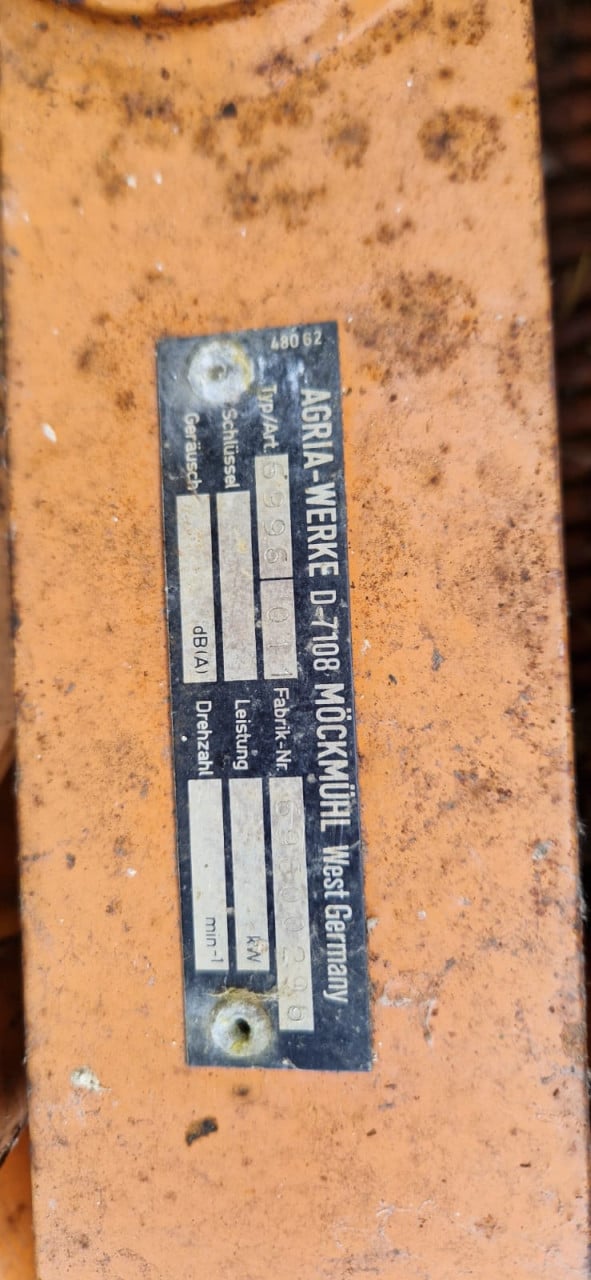 480 G2
AGRIA-WERKE D-7108 MÖCKMÜHL West Germany
Typ/Art. 6996 011 Fabrik-Nr.
Schlüssel Leistung kW
Geräusch dB(A) Drehzahl min-1